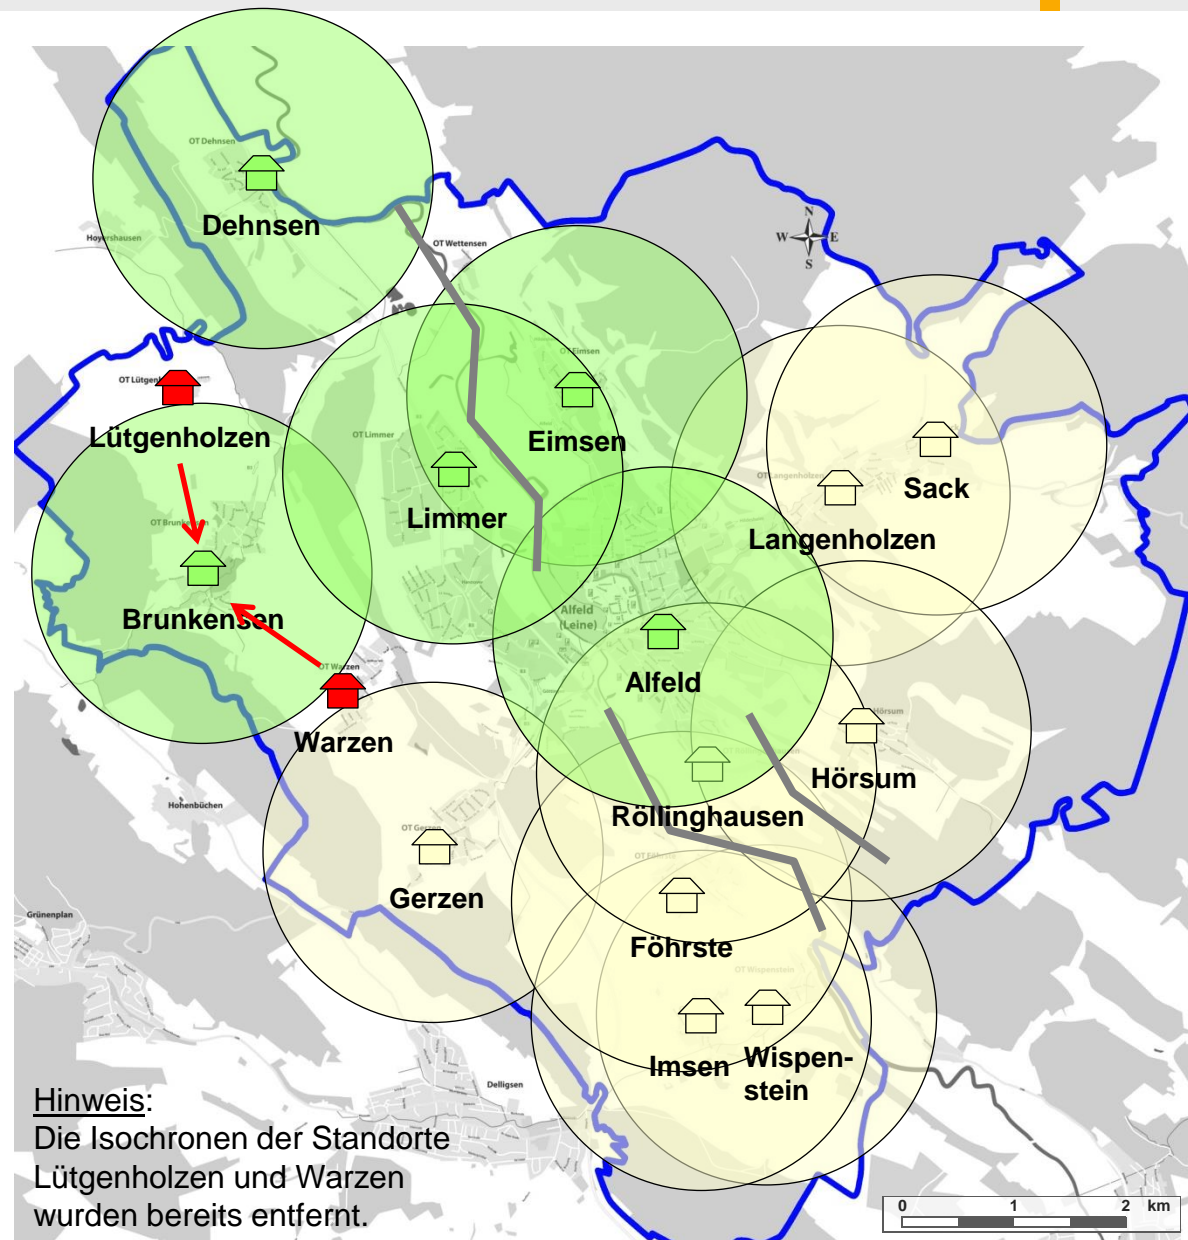 OT Dehnsen
Dehnsen
Hoyershausen
OT Wettensen
N
W E
S
OT Eimsen
OT Lütgenh
Lütgenholzen
OT Limmer
Eimsen
Limmer
OT Langenholzen
Sack
Langenholzen
OT Brunkensen
Brunkensen
Alfeld
(Leine)
Alfeld
OT Warzen
Warzen
Hörsum
Hörsum
Röllinghausen
Hohenbüchen
OT Gerzen
Gerzen
OT Föhrste
Föhrste
Grünenplan
OT Wispenstein
Imsen
Wispen-
stein
Delligsen
Hinweis:
Die Isochronen der Standorte
Lütgenholzen und Warzen
wurden bereits entfernt.
0 1 2 km